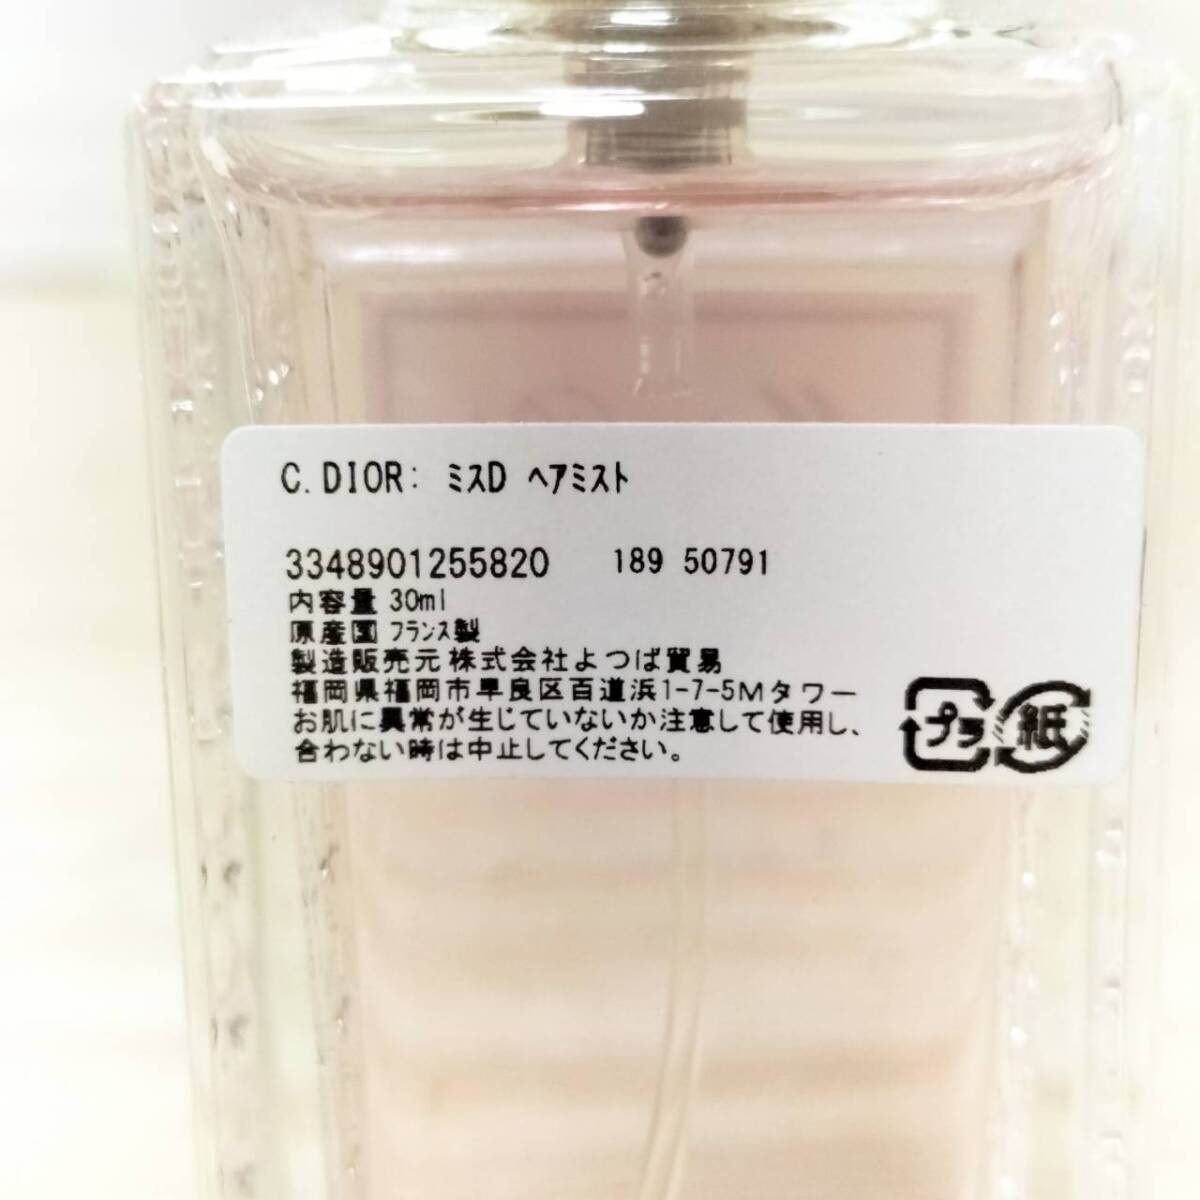 C.DIOR: ミスD ヘアミスト
3348901255820 189 50791
内容量 30ml
原産国 フランス製
製造販売元 株式会社よつば貿易
福岡県福岡市早良区百道浜1-7-5Mタワー
お肌に異常が生じていないか注意して使用し、
合わない時は中止してください。
プラ 紙